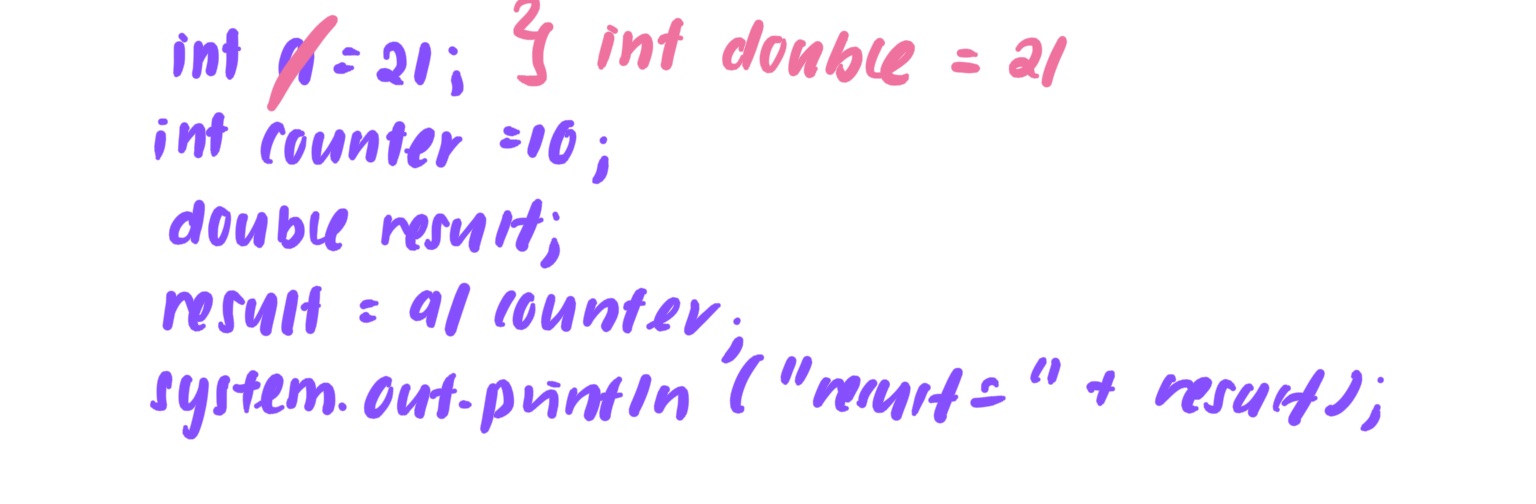 int a = 21; } int double = 21
int counter = 10;
double result;
result = a / counter;
system.out.println ("result = " + result);